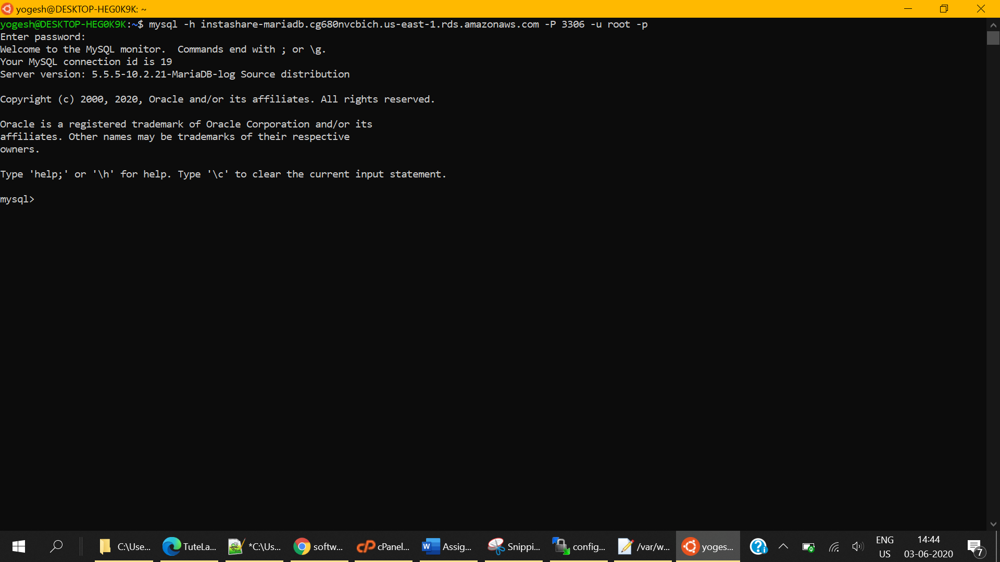 yogesh@DESKTOP-HEG0K9K: ~
yogesh@DESKTOP-HEG0K9K:~$ mysql -h instashare-mariadb.cg680nvcbich.us-east-1.rds.amazonaws.com -P 3306 -u root -p
Enter password:
Welcome to the MySQL monitor.  Commands end with ; or \g.
Your MySQL connection id is 19
Server version: 5.5.5-10.2.21-MariaDB-log Source distribution
Copyright (c) 2000, 2020, Oracle and/or its affiliates. All rights reserved.
Oracle is a registered trademark of Oracle Corporation and/or its
affiliates. Other names may be trademarks of their respective
owners.
Type 'help;' or '\h' for help. Type '\c' to clear the current input statement.
mysql>
C:\Use... TuteLa... *C:\Us... softw... cPanel... Assig... Snippi... config... /var/w... yoges...
ENG
US
14:44
03-06-2020
7